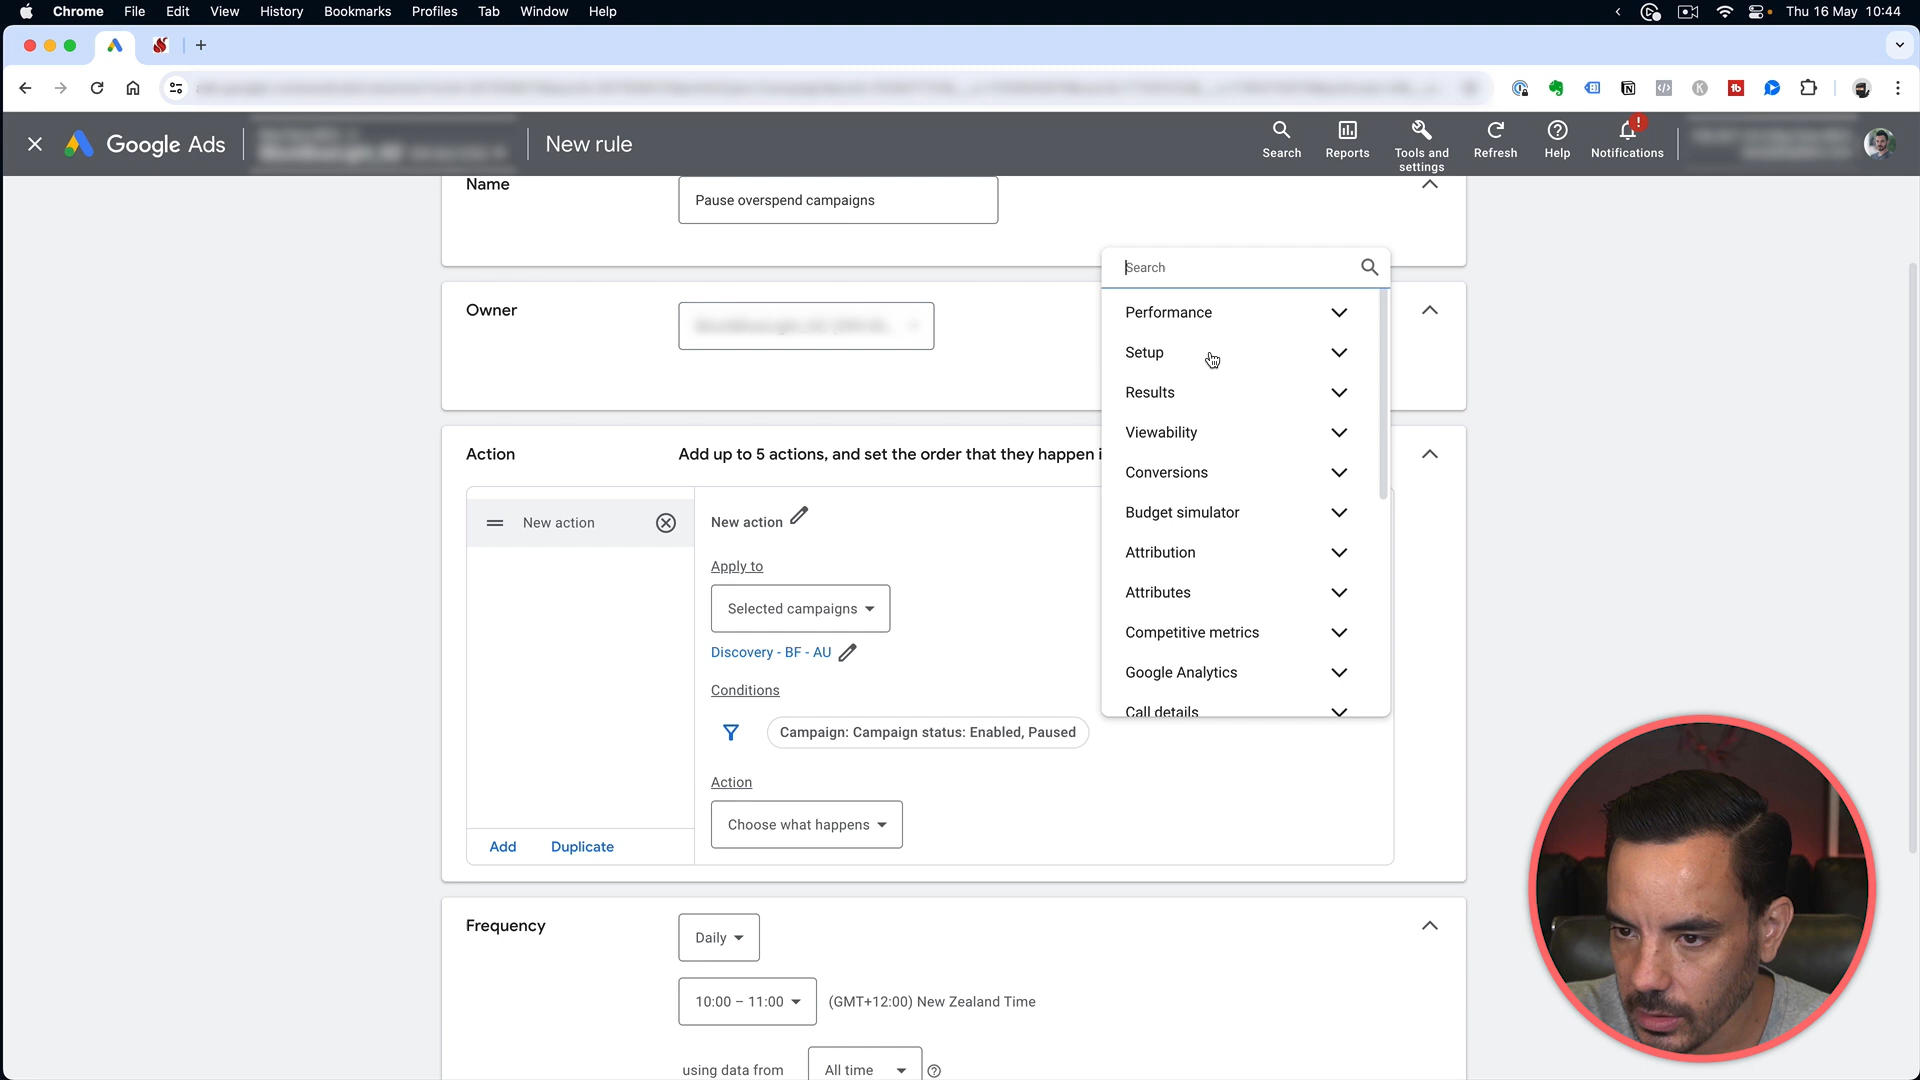 Chrome File Edit View History Bookmarks Profiles Tab Window Help Thu 16 May 10:44
Google Ads New rule Search Reports Tools and settings Refresh Help Notifications
Name Pause overspend campaigns
Search
Owner
Performance
Setup
Results
Viewability
Conversions
Budget simulator
Attribution
Attributes
Competitive metrics
Google Analytics
Call details
Action Add up to 5 actions, and set the order that they happen i
New action
New action
Apply to
Selected campaigns
Discovery - BF - AU
Conditions
Campaign: Campaign status: Enabled, Paused
Action
Choose what happens
Add Duplicate
Frequency Daily
10:00 – 11:00 (GMT+12:00) New Zealand Time
using data from All time